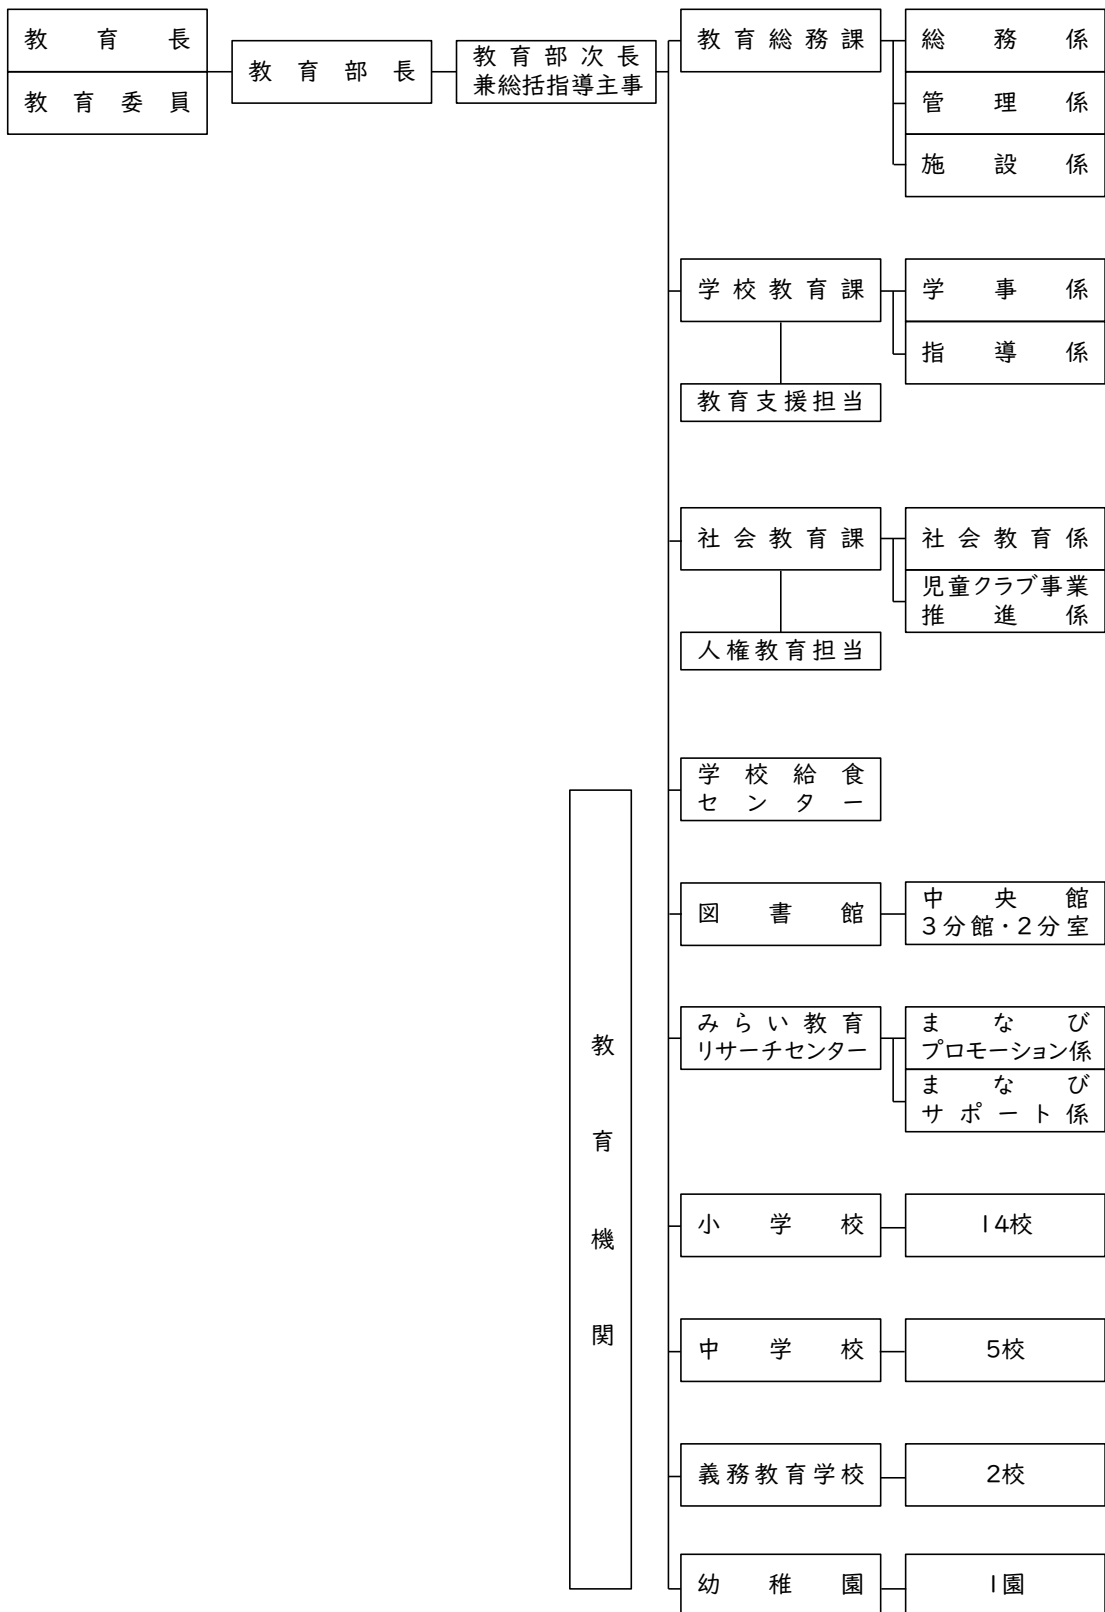 教育長
教育委員
教育部長
教育部次長
兼総括指導主事
教育総務課
総務係
管理係
施設係
学校教育課
学事係
指導係
教育支援担当
社会教育課
社会教育係
児童クラブ事業
推進係
人権教育担当
教育機関
学校給食
センター
図書館
中央館
3分館・2分室
みらい教育
リサーチセンター
まなび
プロモーション係
まなび
サポート係
小学校
14校
中学校
5校
義務教育学校
2校
幼稚園
1園